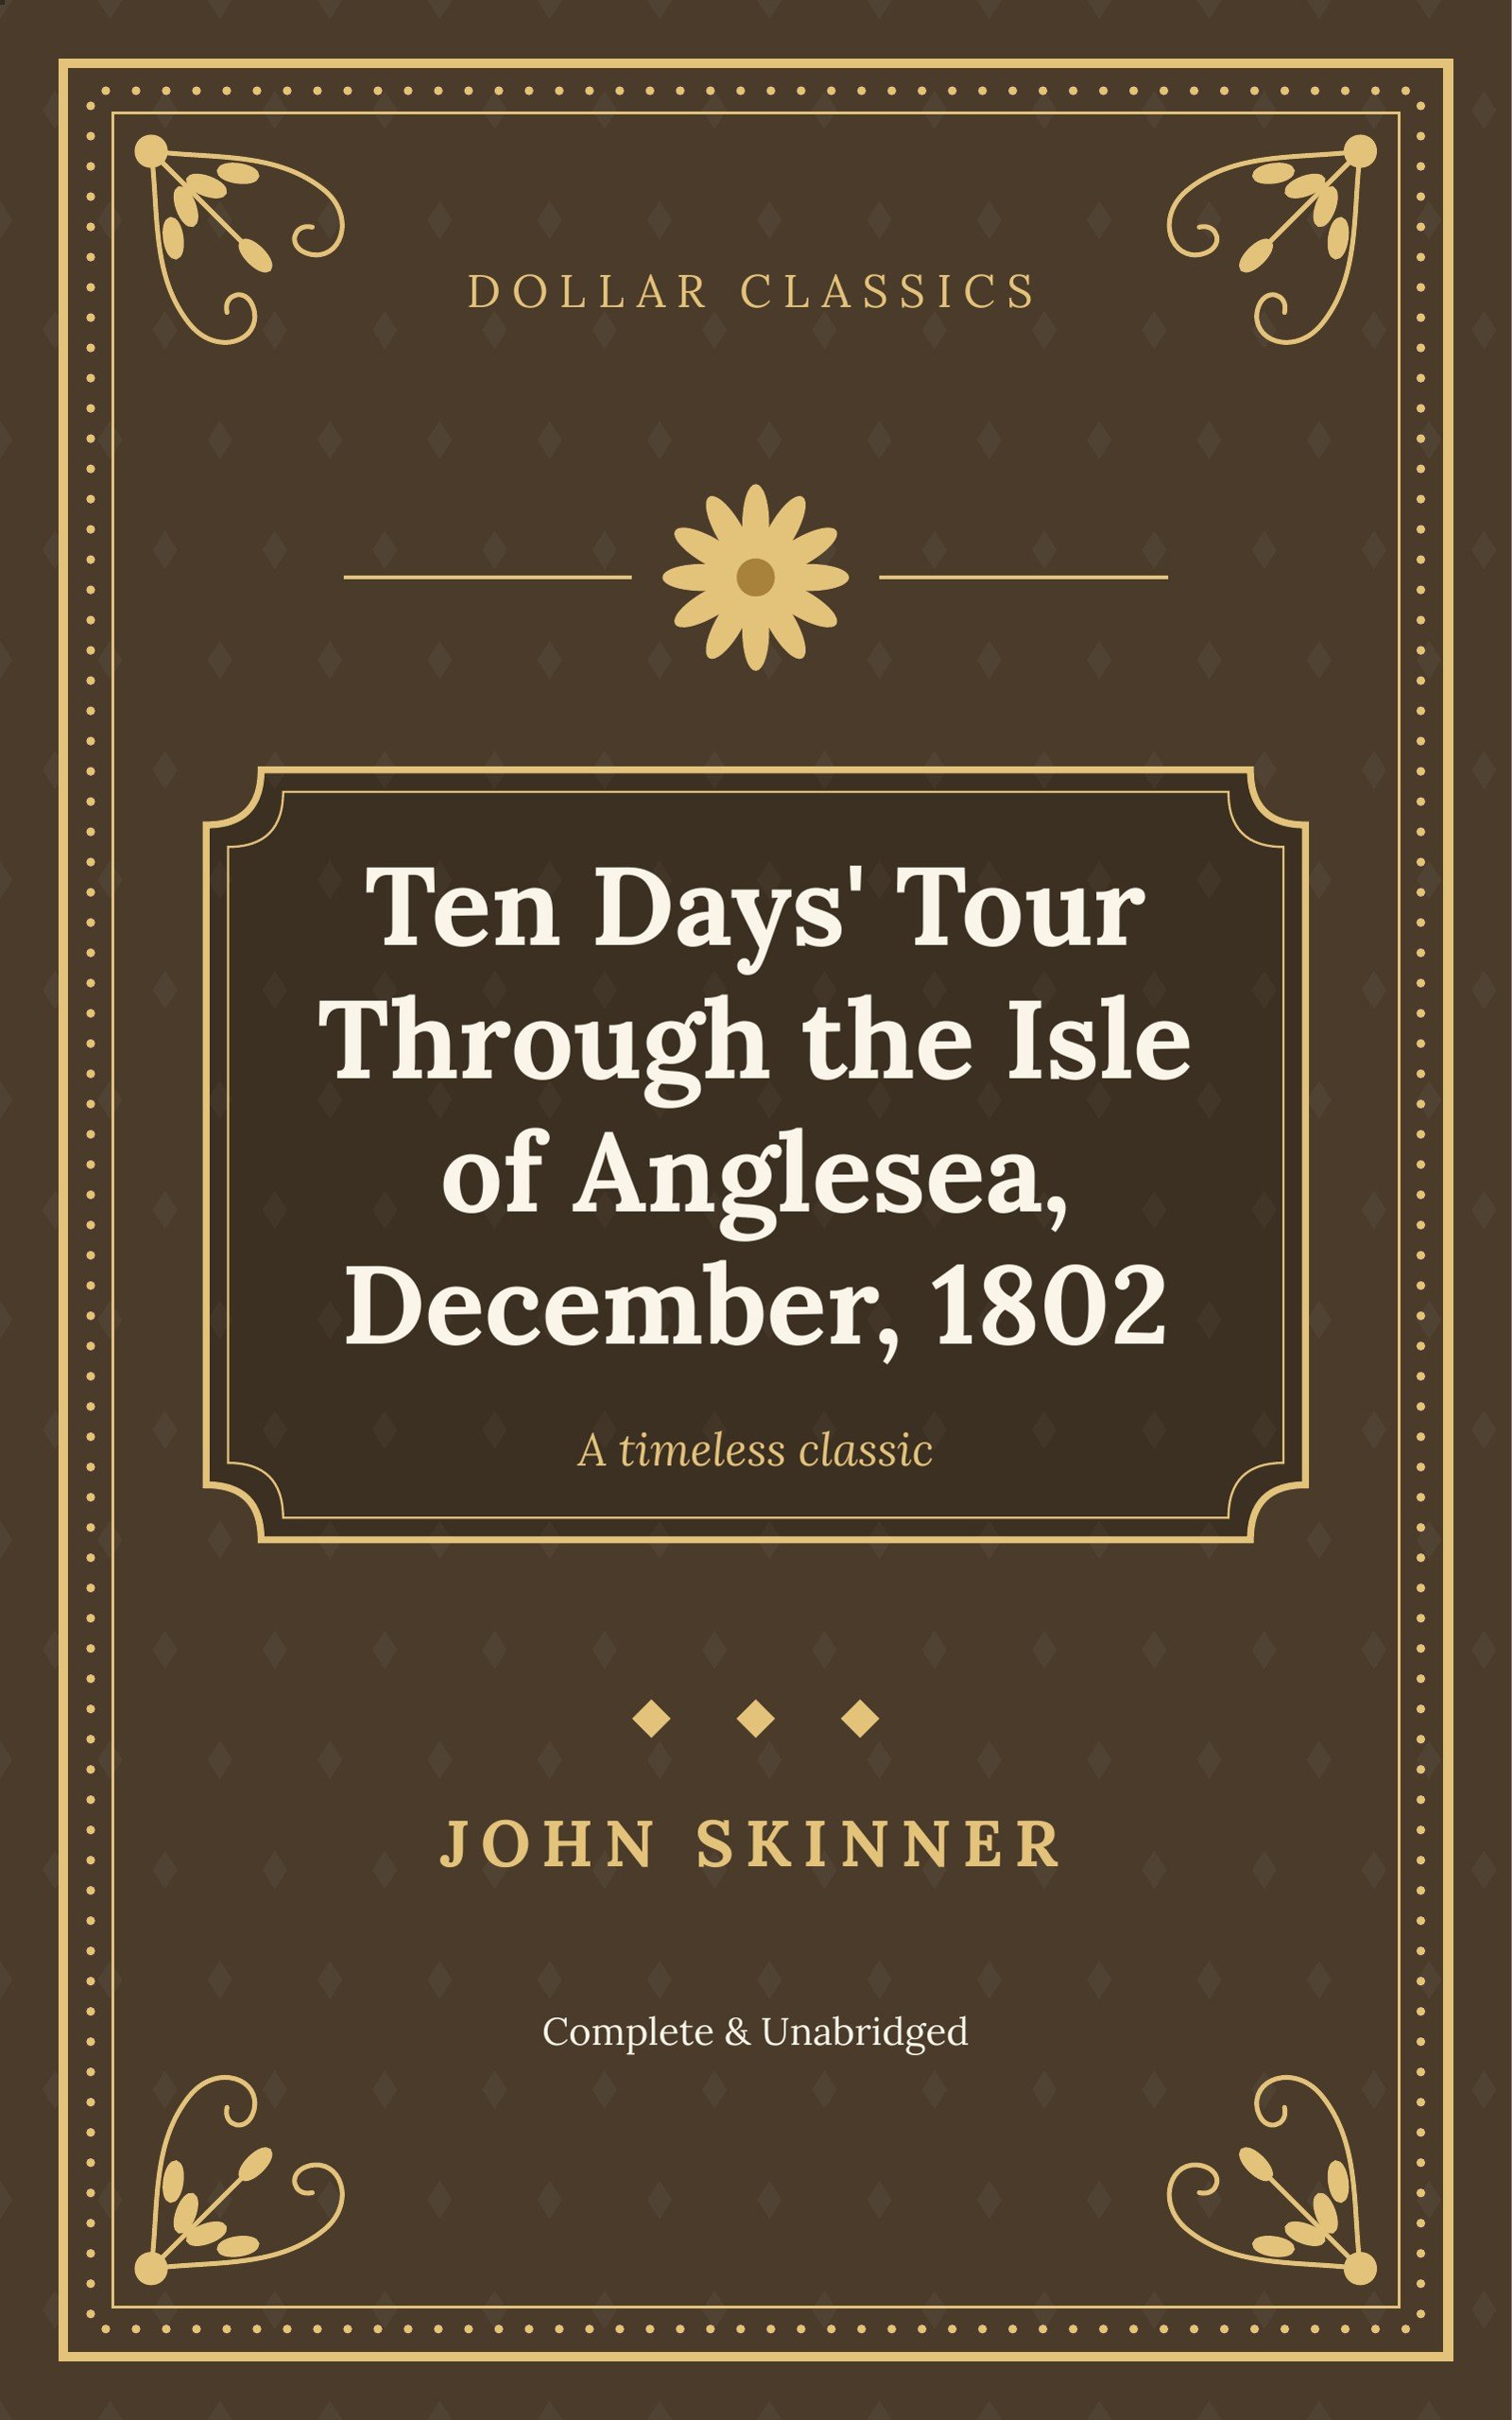 DOLLAR CLASSICS
Ten Days' Tour
Through the Isle
of Anglesea,
December, 1802
A timeless classic
JOHN SKINNER
Complete & Unabridged